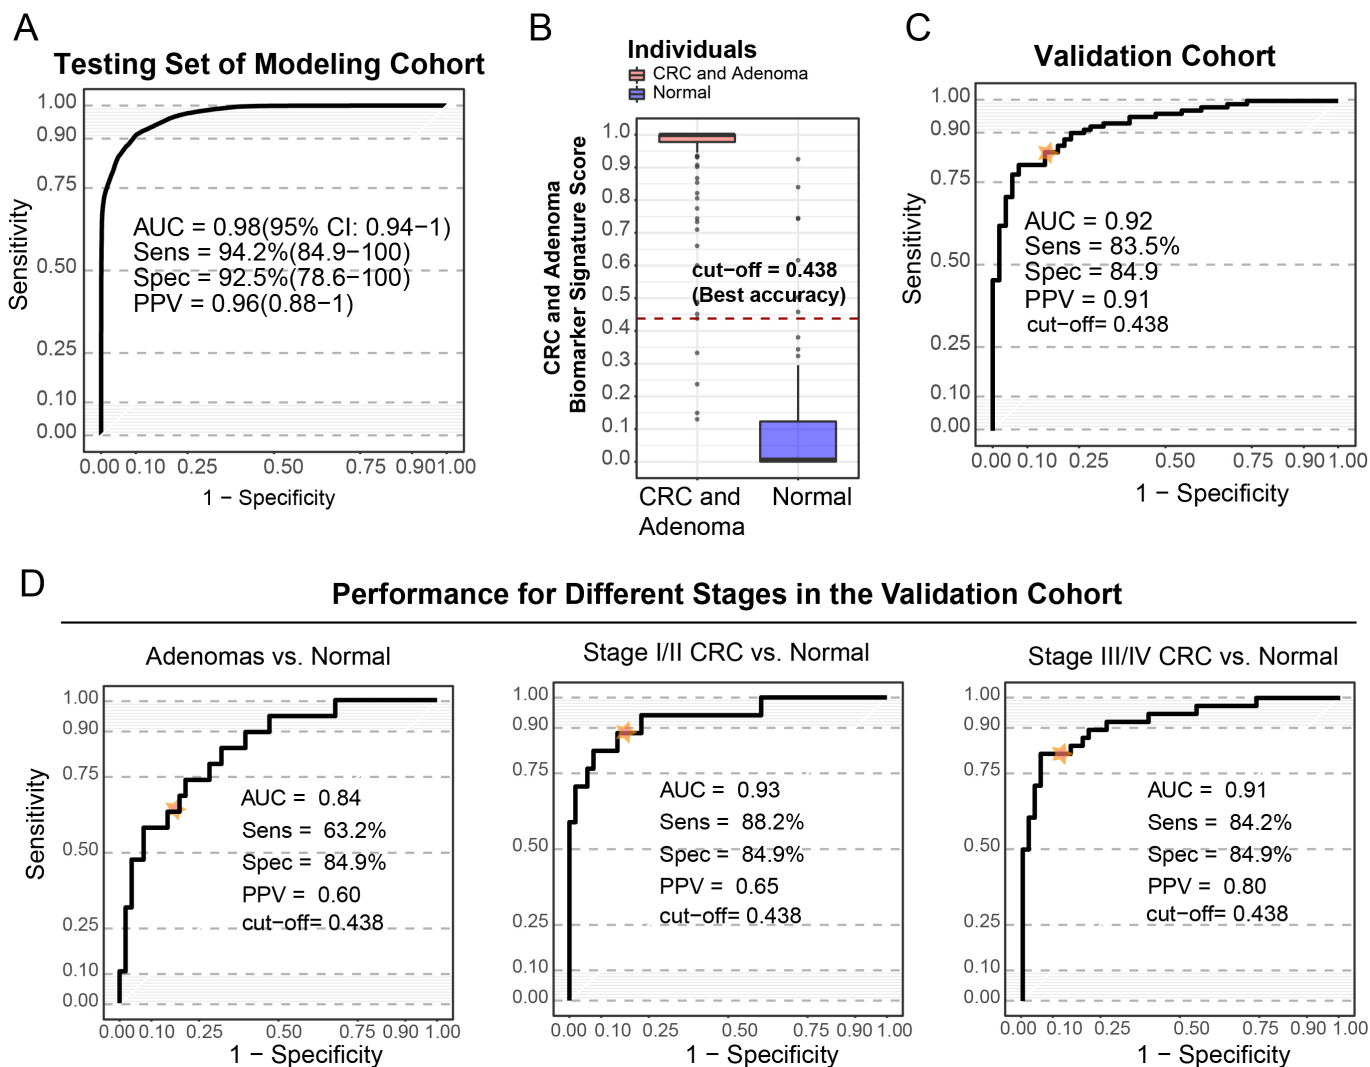 A
Testing Set of Modeling Cohort
Sensitivity
1.00
0.90
0.75
0.50
0.25
0.10
0.00
AUC = 0.98(95% CI: 0.94−1)
Sens = 94.2%(84.9−100)
Spec = 92.5%(78.6−100)
PPV = 0.96(0.88−1)
0.00 0.10 0.25 0.50 0.75 0.90 1.00
1 − Specificity
B
Individuals
CRC and Adenoma
Normal
CRC and Adenoma
Biomarker Signature Score
1.0
0.9
0.8
0.7
0.6
0.5
0.4
0.3
0.2
0.1
0.0
cut−off = 0.438
(Best accuracy)
CRC and
Adenoma
Normal
C
Validation Cohort
Sensitivity
1.00
0.90
0.75
0.50
0.25
0.10
0.00
AUC = 0.92
Sens = 83.5%
Spec = 84.9
PPV = 0.91
cut−off= 0.438
0.00 0.10 0.25 0.50 0.75 0.90 1.00
1 − Specificity
D
Performance for Different Stages in the Validation Cohort
Adenomas vs. Normal
Sensitivity
1.00
0.90
0.75
0.50
0.25
0.10
0.00
AUC = 0.84
Sens = 63.2%
Spec = 84.9%
PPV = 0.60
cut−off= 0.438
0.00 0.10 0.25 0.50 0.75 0.90 1.00
1 − Specificity
Stage I/II CRC vs. Normal
1.00
0.90
0.75
0.50
0.25
0.10
0.00
AUC = 0.93
Sens = 88.2%
Spec = 84.9%
PPV = 0.65
cut−off= 0.438
0.00 0.10 0.25 0.50 0.75 0.90 1.00
1 − Specificity
Stage III/IV CRC vs. Normal
1.00
0.90
0.75
0.50
0.25
0.10
0.00
AUC = 0.91
Sens = 84.2%
Spec = 84.9%
PPV = 0.80
cut−off= 0.438
0.00 0.10 0.25 0.50 0.75 0.90 1.00
1 − Specificity